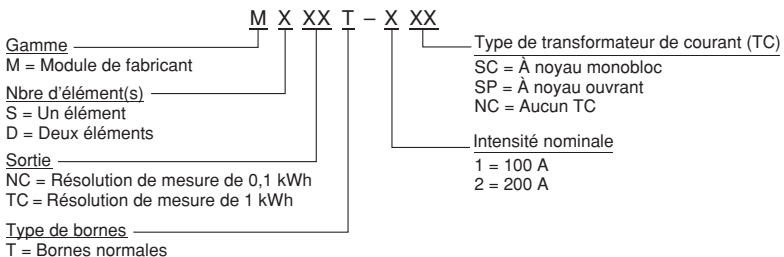 M X XX T – X XX
Gamme
M = Module de fabricant
Nbre d'élément(s)
S = Un élément
D = Deux éléments
Sortie
NC = Résolution de mesure de 0,1 kWh
TC = Résolution de mesure de 1 kWh
Type de bornes
T = Bornes normales
Type de transformateur de courant (TC)
SC = À noyau monobloc
SP = À noyau ouvrant
NC = Aucun TC
Intensité nominale
1 = 100 A
2 = 200 A